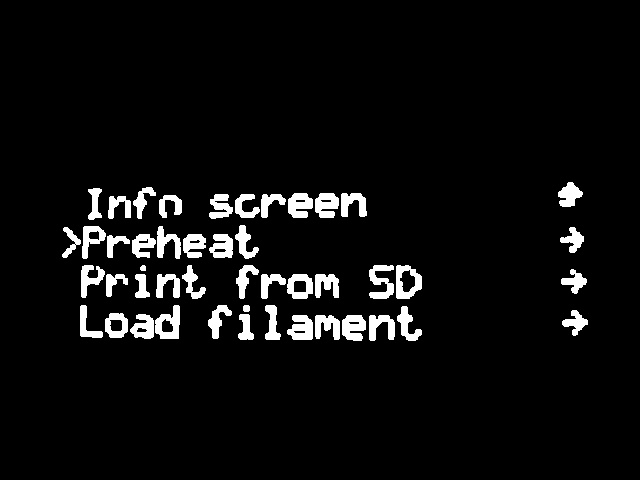 Info screen ↑
>Preheat →
Print from SD →
Load filament →